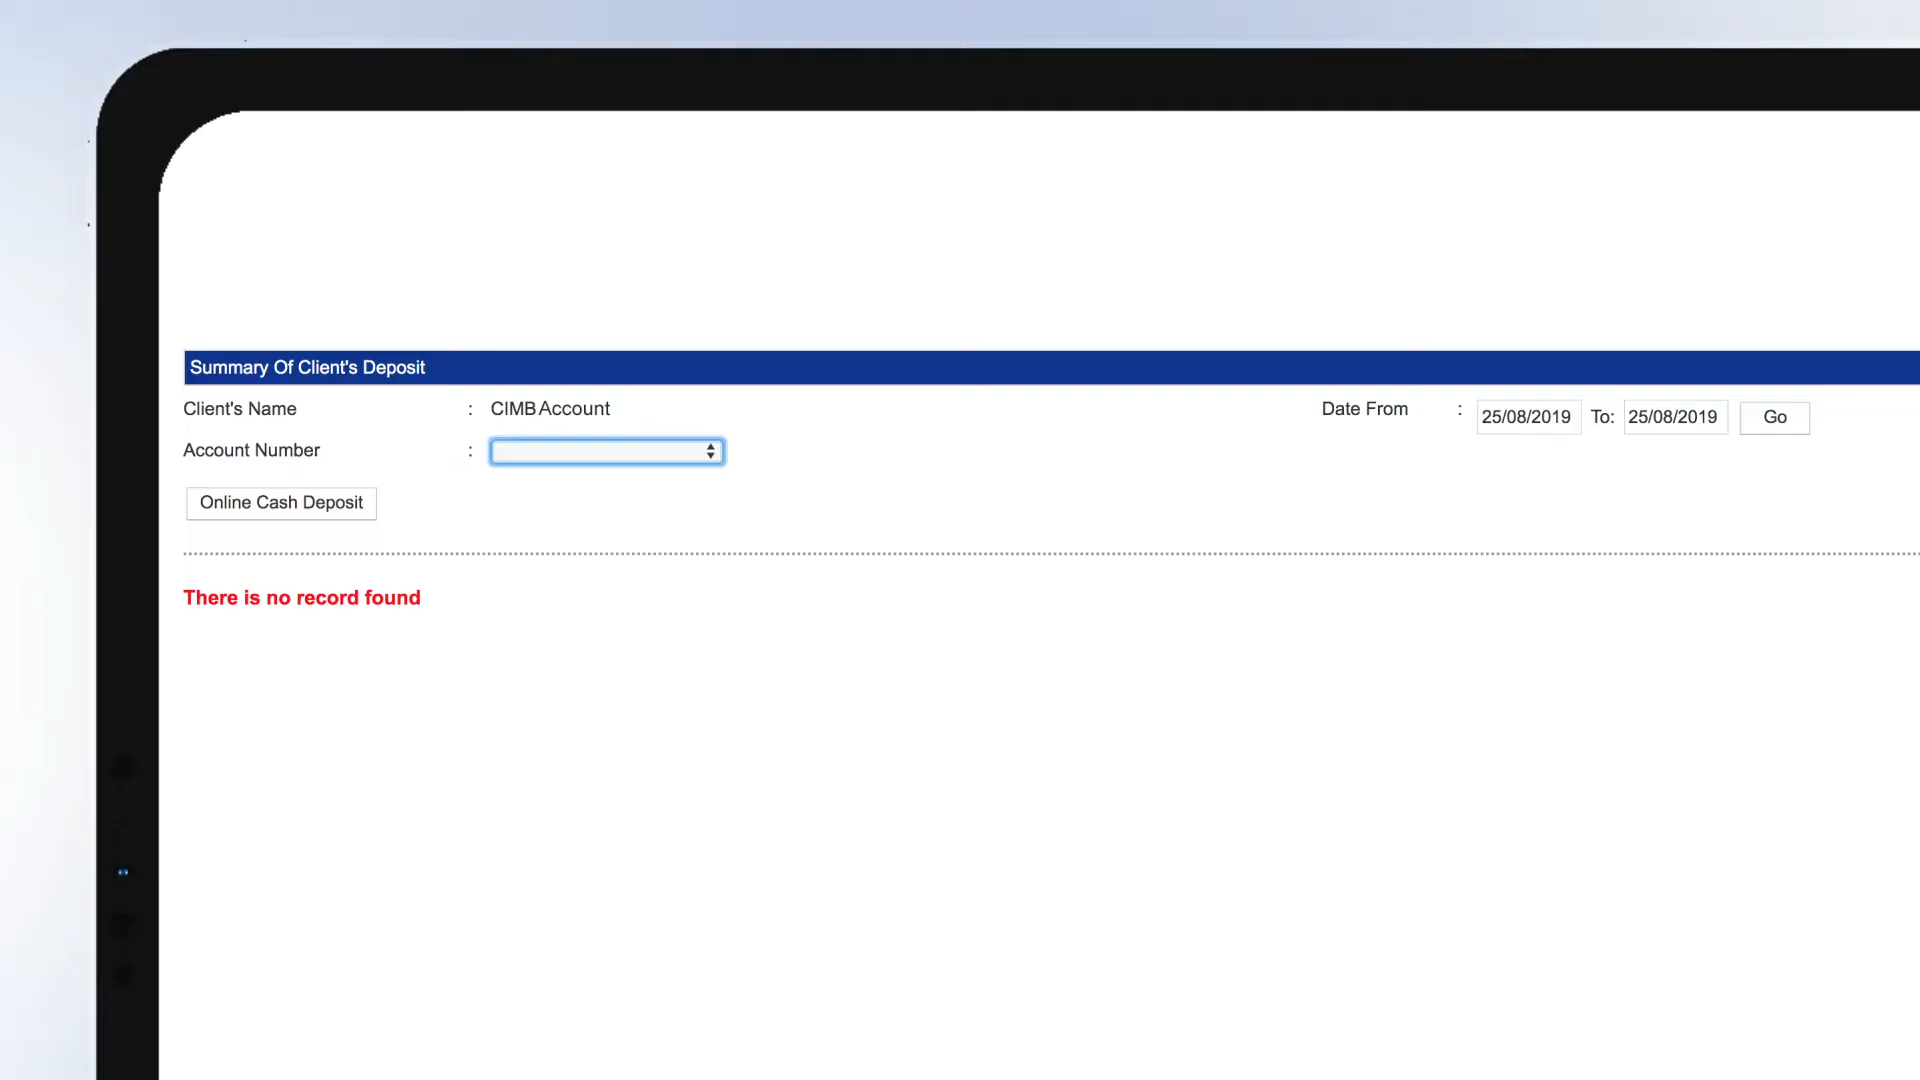 Summary Of Client's Deposit
Client's Name : CIMB Account Date From : 25/08/2019 To: 25/08/2019 Go
Account Number :
Online Cash Deposit
There is no record found